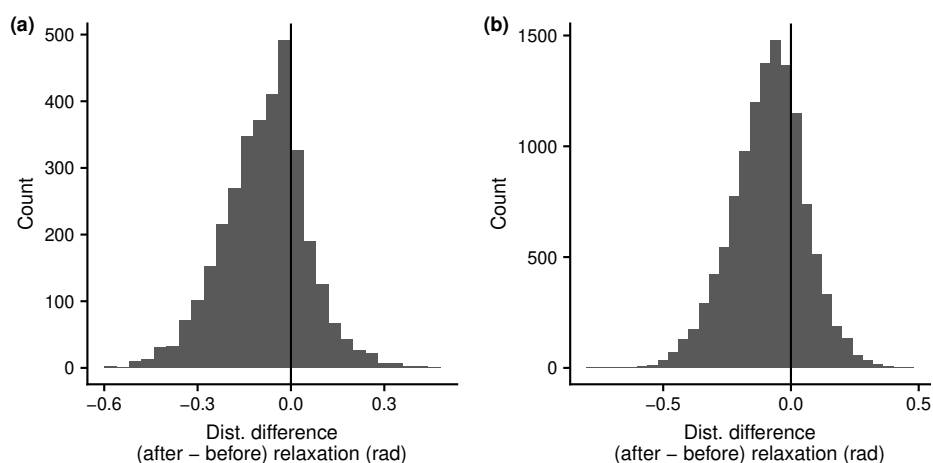 (a)
500
400
300
200
100
0
Count
−0.6 −0.3 0.0 0.3
Dist. difference
(after − before) relaxation (rad)
(b)
1500
1000
500
0
Count
−0.5 0.0 0.5
Dist. difference
(after − before) relaxation (rad)